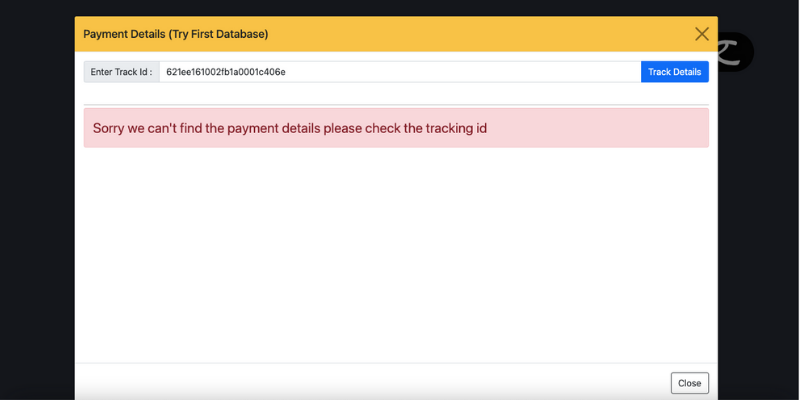 Payment Details (Try First Database)
Enter Track Id : 621ee161002fb1a0001c406e Track Details
Sorry we can't find the payment details please check the tracking id
Close